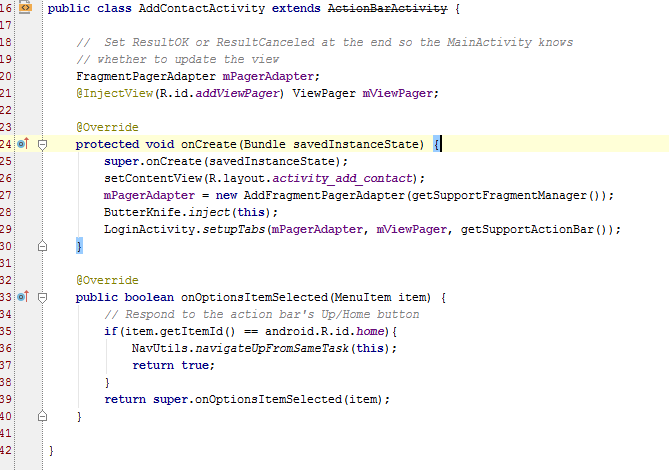 16 public class AddContactActivity extends ActionBarActivity {
17
18 // Set ResultOK or ResultCanceled at the end so the MainActivity knows
19 // whether to update the view
20 FragmentPagerAdapter mPagerAdapter;
21 @InjectView(R.id.addViewPager) ViewPager mViewPager;
22
23 @Override
24 protected void onCreate(Bundle savedInstanceState) {
25 super.onCreate(savedInstanceState);
26 setContentView(R.layout.activity_add_contact);
27 mPagerAdapter = new AddFragmentPagerAdapter(getSupportFragmentManager());
28 ButterKnife.inject(this);
29 LoginActivity.setupTabs(mPagerAdapter, mViewPager, getSupportActionBar());
30 }
31
32 @Override
33 public boolean onOptionsItemSelected(MenuItem item) {
34 // Respond to the action bar's Up/Home button
35 if(item.getItemId() == android.R.id.home){
36 NavUtils.navigateUpFromSameTask(this);
37 return true;
38 }
39 return super.onOptionsItemSelected(item);
40 }
41
42 }